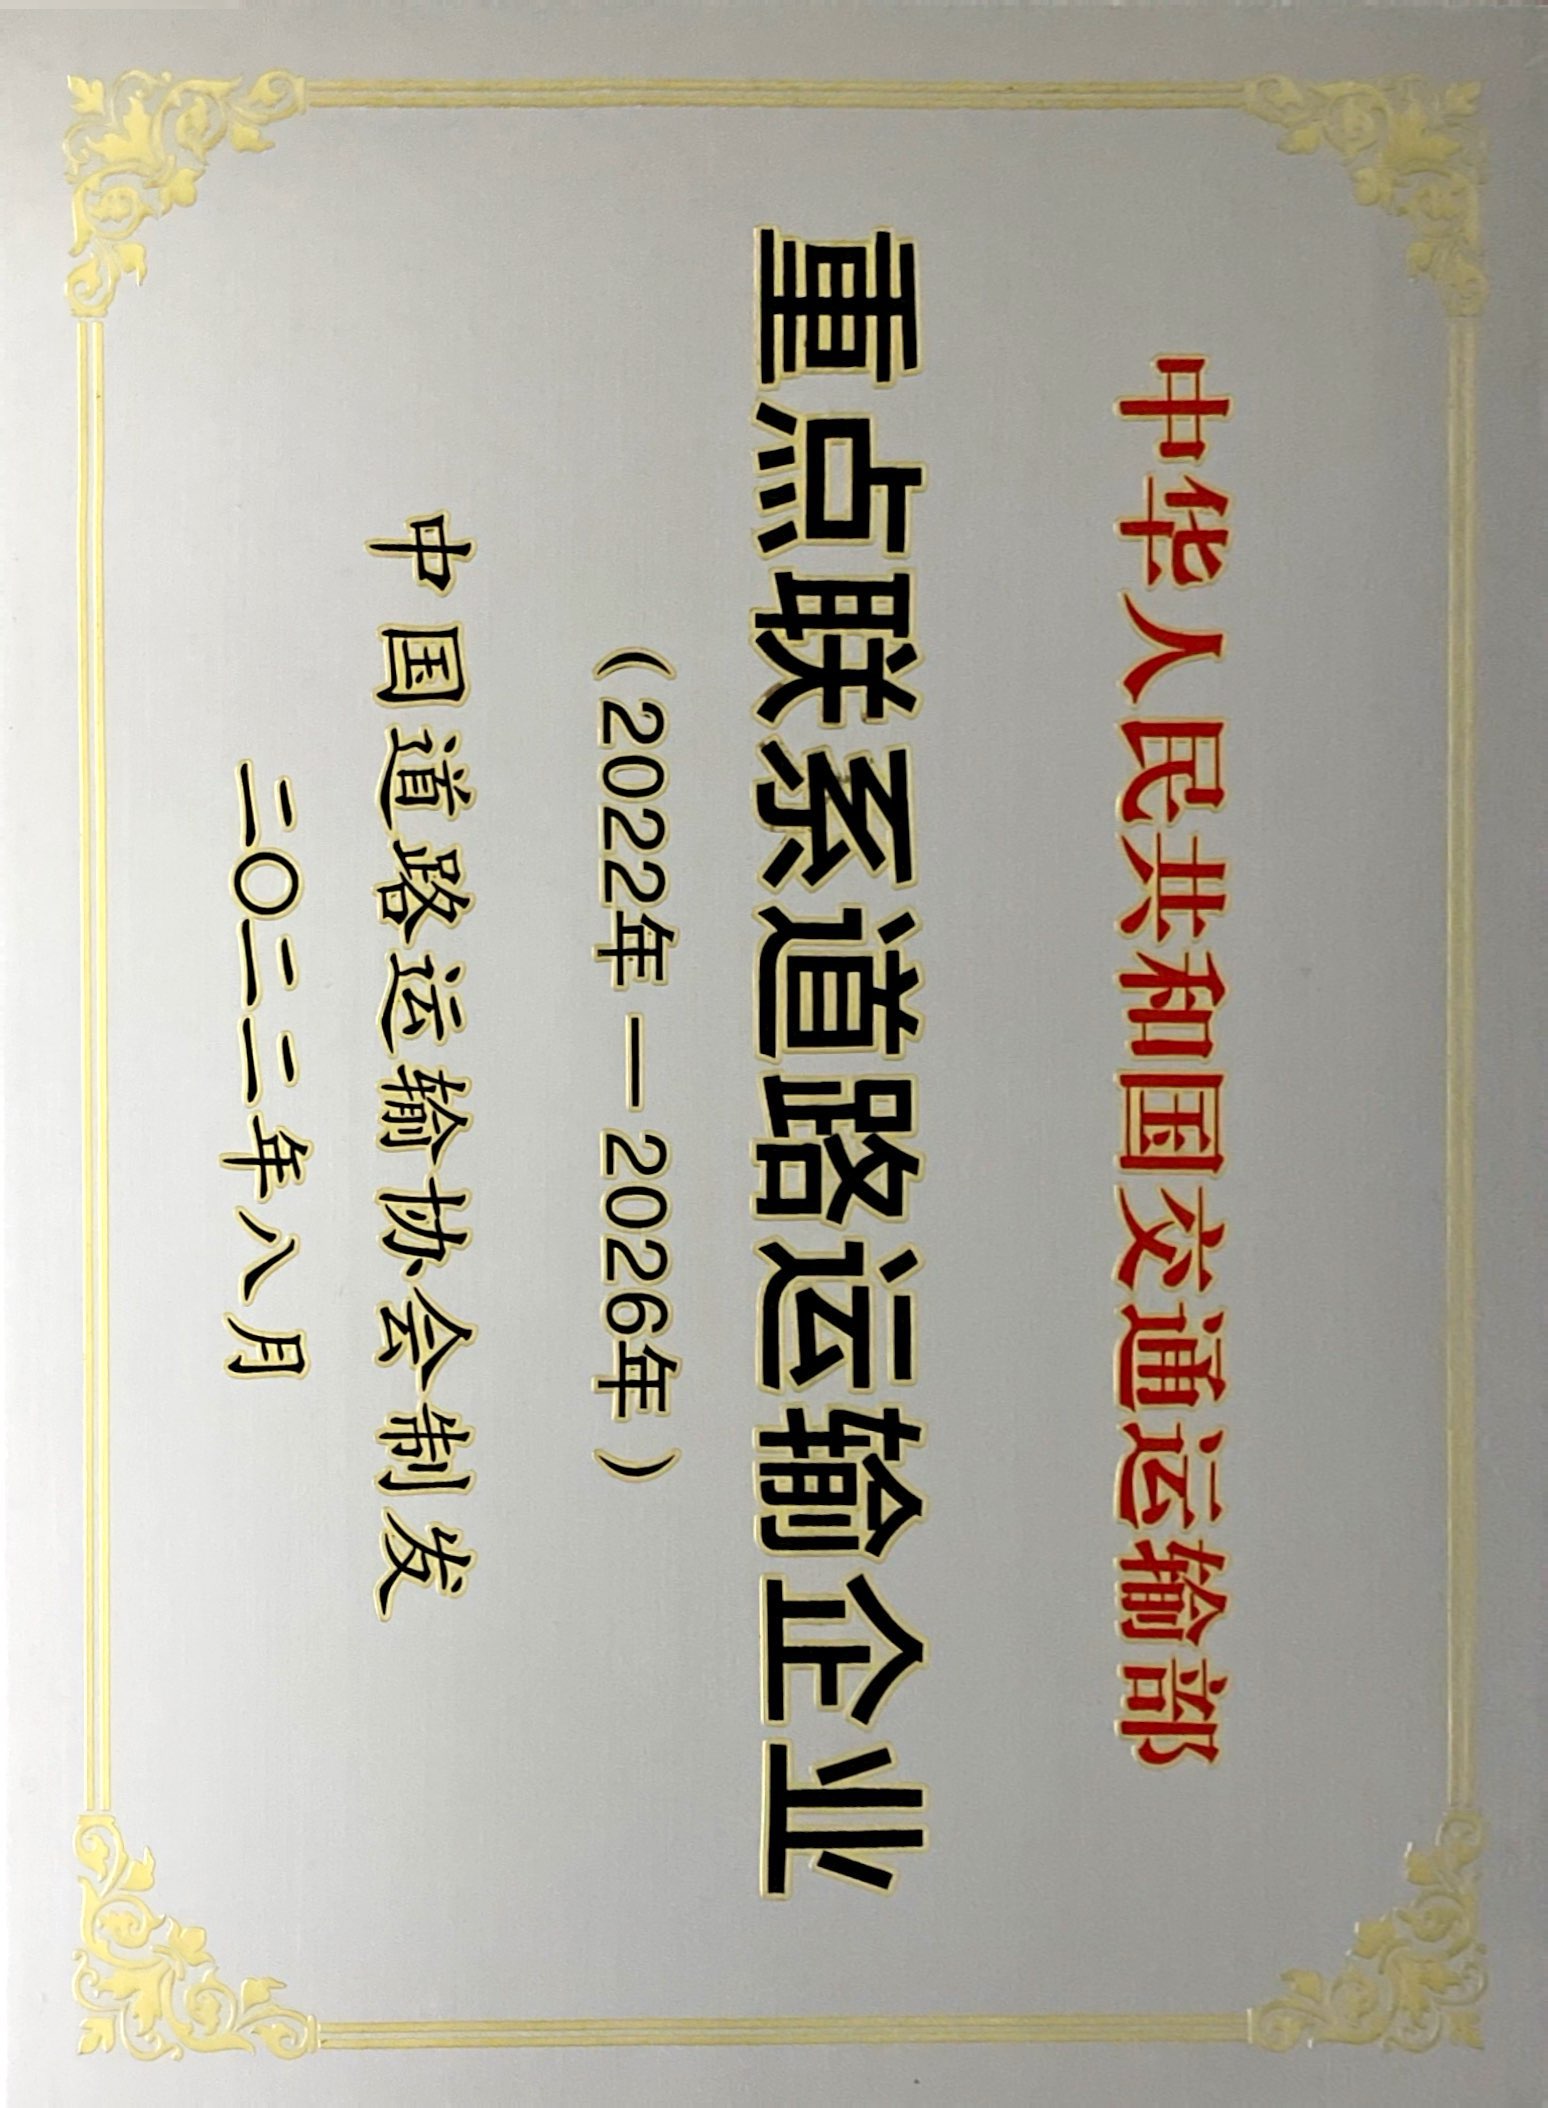 中华人民共和国交通运输部
重点联系道路运输企业
（2022年—2026年）
中国道路运输协会制发
二〇二二年八月